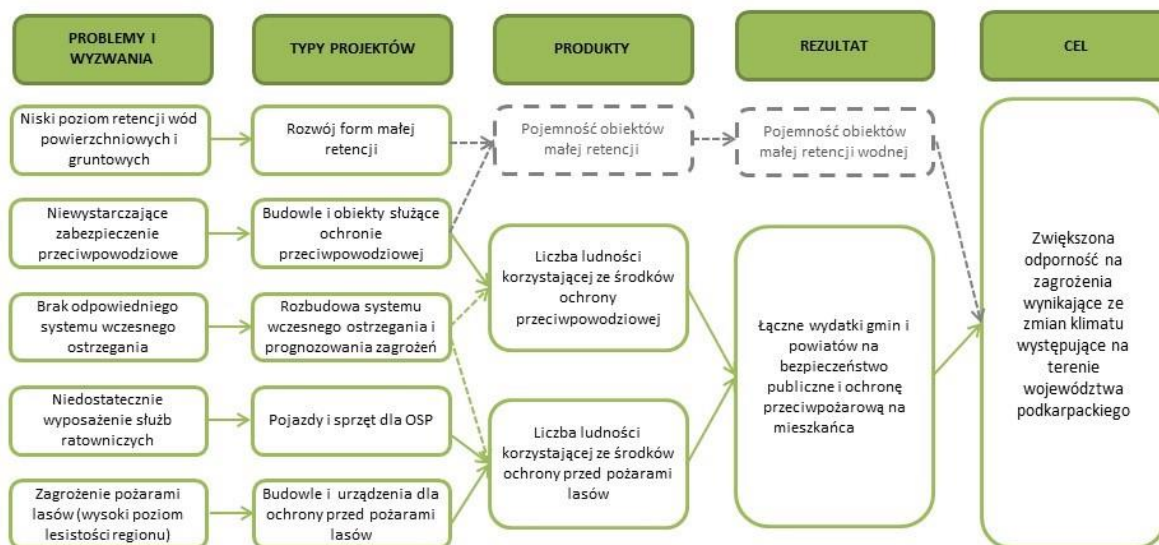 PROBLEMY I
WYZWANIA
TYPY PROJEKTÓW
PRODUKTY
REZULTAT
CEL
Niski poziom retencji wód
powierzchniowych i
gruntowych
Rozwój form małej
retencji
Pojemność obiektów
małej retencji
Pojemność obiektów
małej retencji wodnej
Niewystarczające
zabezpieczenie
przeciwpowodziowe
Budowle i obiekty służące
ochronie
przeciwpowodziowej
Brak odpowiedniego
systemu wczesnego
ostrzegania
Rozbudowa systemu
wczesnego ostrzegania i
prognozowania zagrożeń
Niedostatecznie
wyposażenie służb
ratowniczych
Pojazdy i sprzęt dla OSP
Zagrożenie pożarami
lasów (wysoki poziom
lesistości regionu)
Budowle i urządzenia dla
ochrony przed pożarami
lasów
Liczba ludności
korzystającej ze środków
ochrony
przeciwpowodziowej
Liczba ludności
korzystającej ze środków
ochrony przed pożarami
lasów
Łączne wydatki gmin i
powiatów na
bezpieczeństwo
publiczne i ochronę
przeciwpożarową na
mieszkańca
Zwiększona
odporność na
zagrożenia
wynikające ze
zmian klimatu
występujące na
terenie
województwa
podkarpackiego